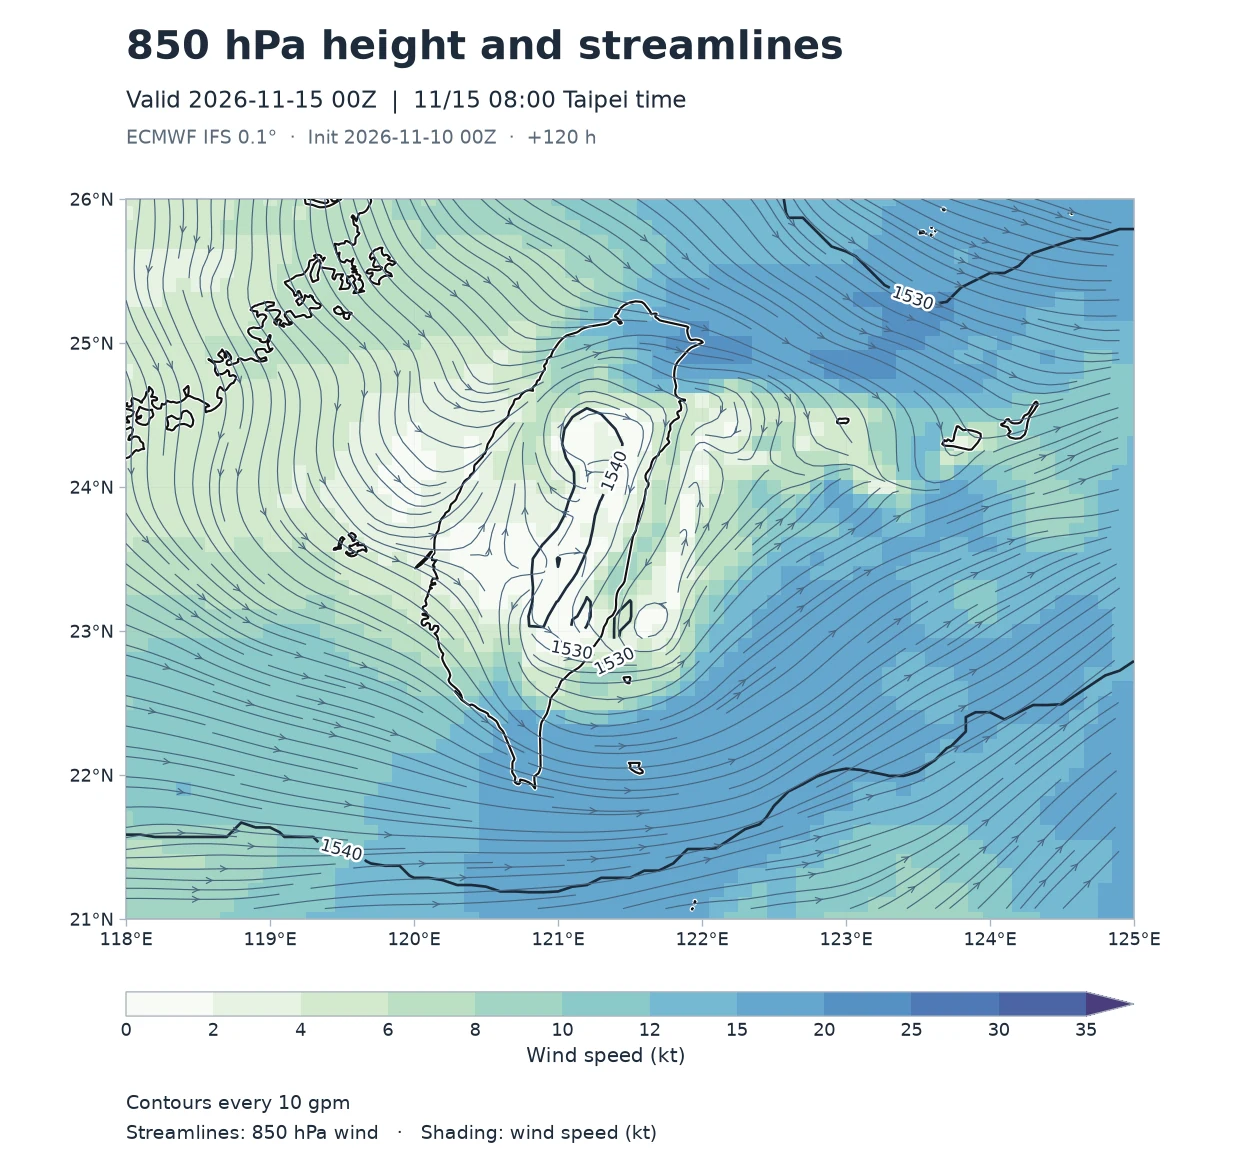 850 hPa height and streamlines
Valid 2026-11-15 00Z | 11/15 08:00 Taipei time
ECMWF IFS 0.1° · Init 2026-11-10 00Z · +120 h
26°N
25°N
24°N
23°N
22°N
21°N
1530
1540
1530
1530
1540
118°E 119°E 120°E 121°E 122°E 123°E 124°E 125°E
0 2 4 6 8 10 12 15 20 25 30 35
Wind speed (kt)
Contours every 10 gpm
Streamlines: 850 hPa wind · Shading: wind speed (kt)